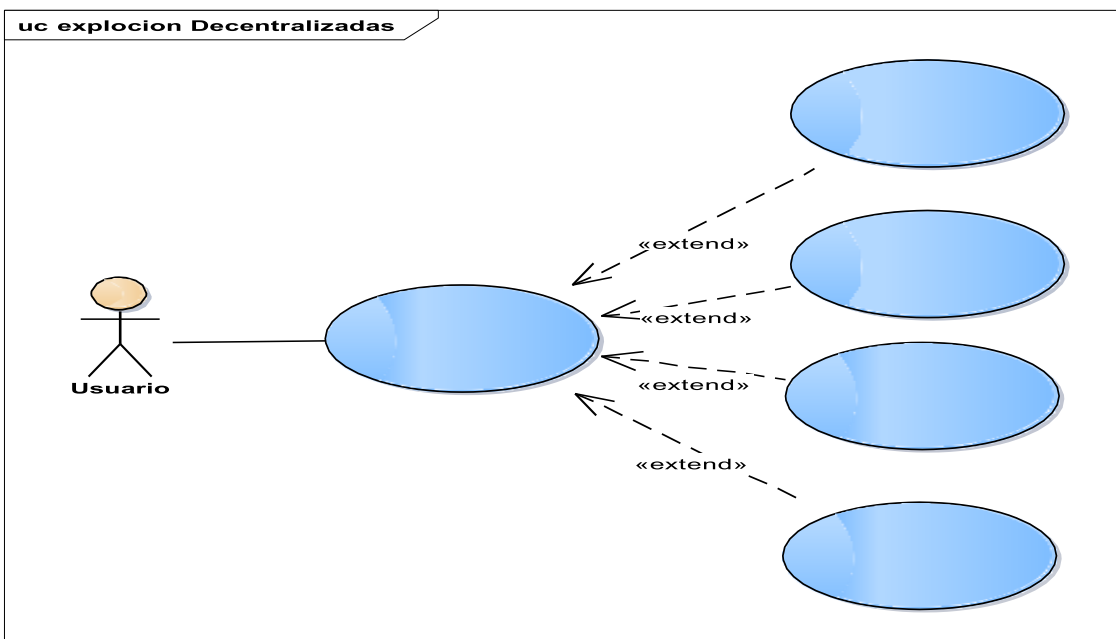 uc explocion Decentralizadas
«extend»
«extend»
«extend»
«extend»
Usuario